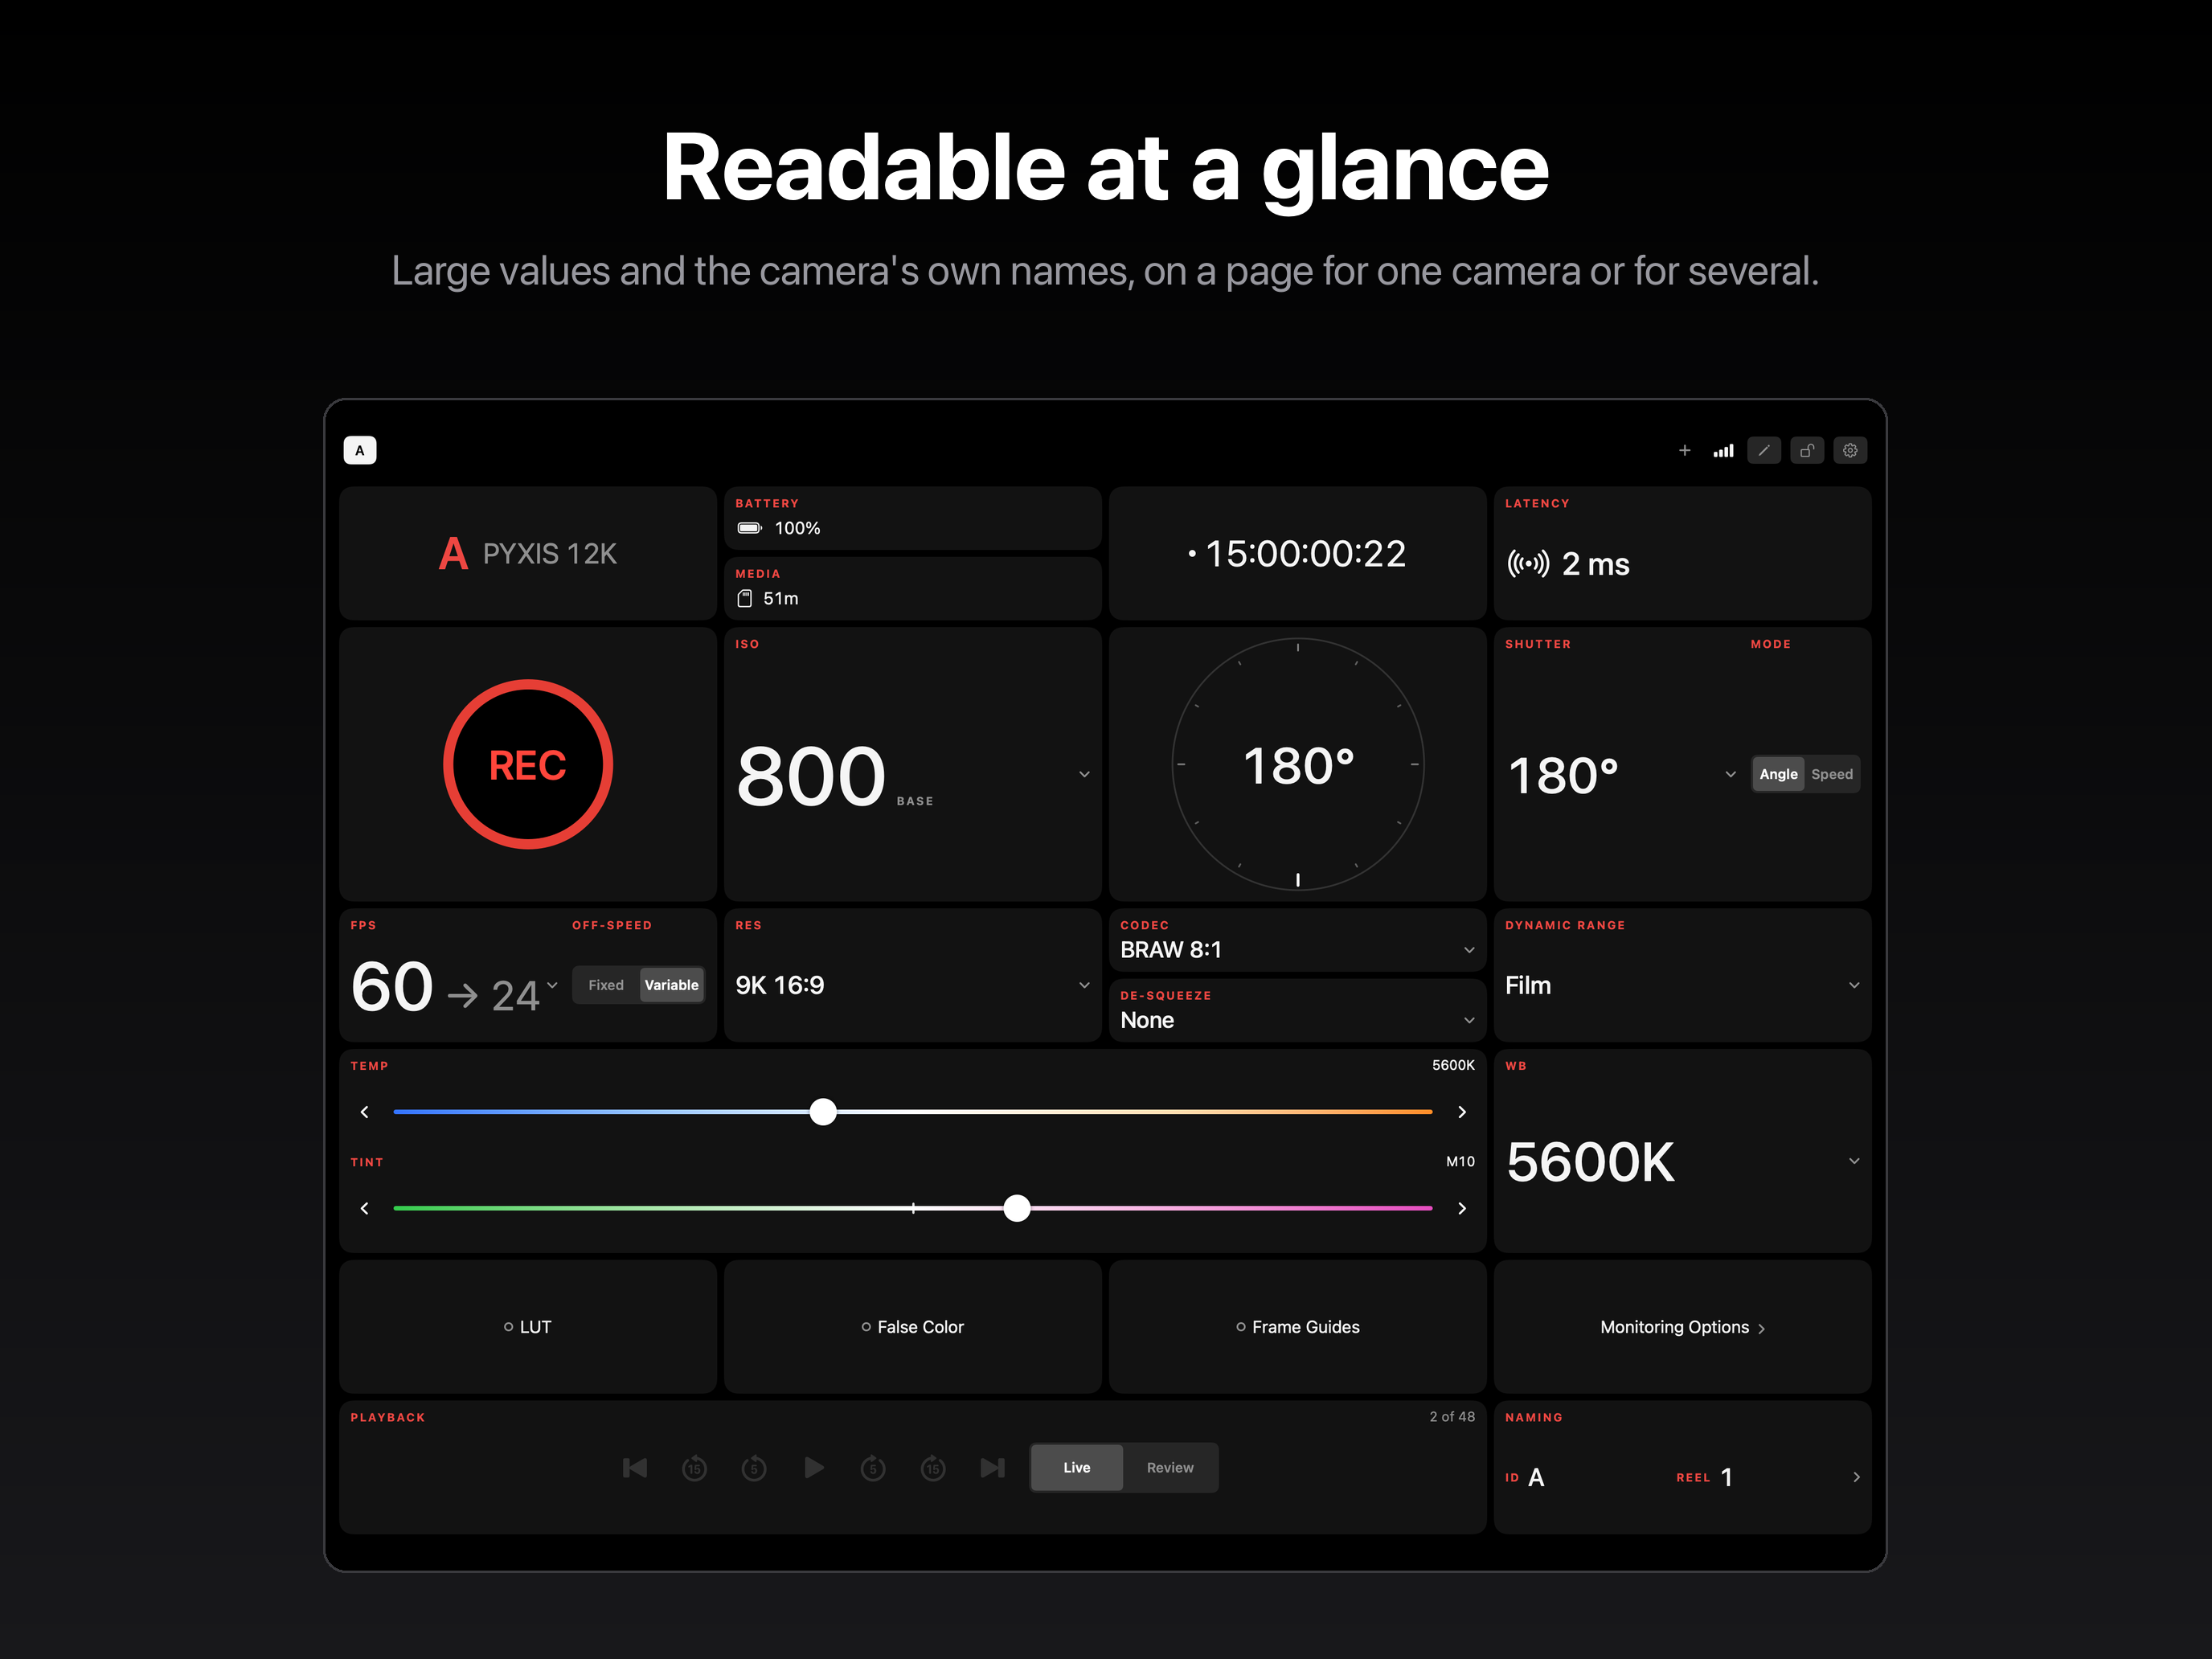 Readable at a glance
Large values and the camera's own names, on a page for one camera or for several.
A
A PYXIS 12K
BATTERY
100%
MEDIA
51m
15:00:00:22
LATENCY
2 ms
REC
ISO
800 BASE
180°
SHUTTER MODE
180° Angle Speed
FPS OFF-SPEED
60 → 24 Fixed Variable
RES
9K 16:9
CODEC
BRAW 8:1
DE-SQUEEZE
None
DYNAMIC RANGE
Film
TEMP 5600K
TINT M10
WB
5600K
LUT
False Color
Frame Guides
Monitoring Options
PLAYBACK 2 of 48
15 5 5 15 Live Review
NAMING
ID A REEL 1